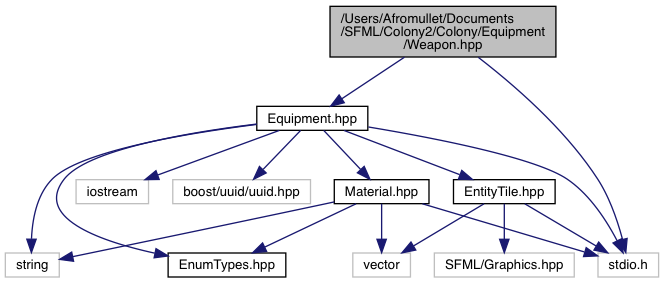 /Users/Afromullet/Documents
/SFML/Colony2/Colony/Equipment
/Weapon.hpp
Equipment.hpp
iostream
boost/uuid/uuid.hpp
Material.hpp
EntityTile.hpp
string
EnumTypes.hpp
vector
SFML/Graphics.hpp
stdio.h